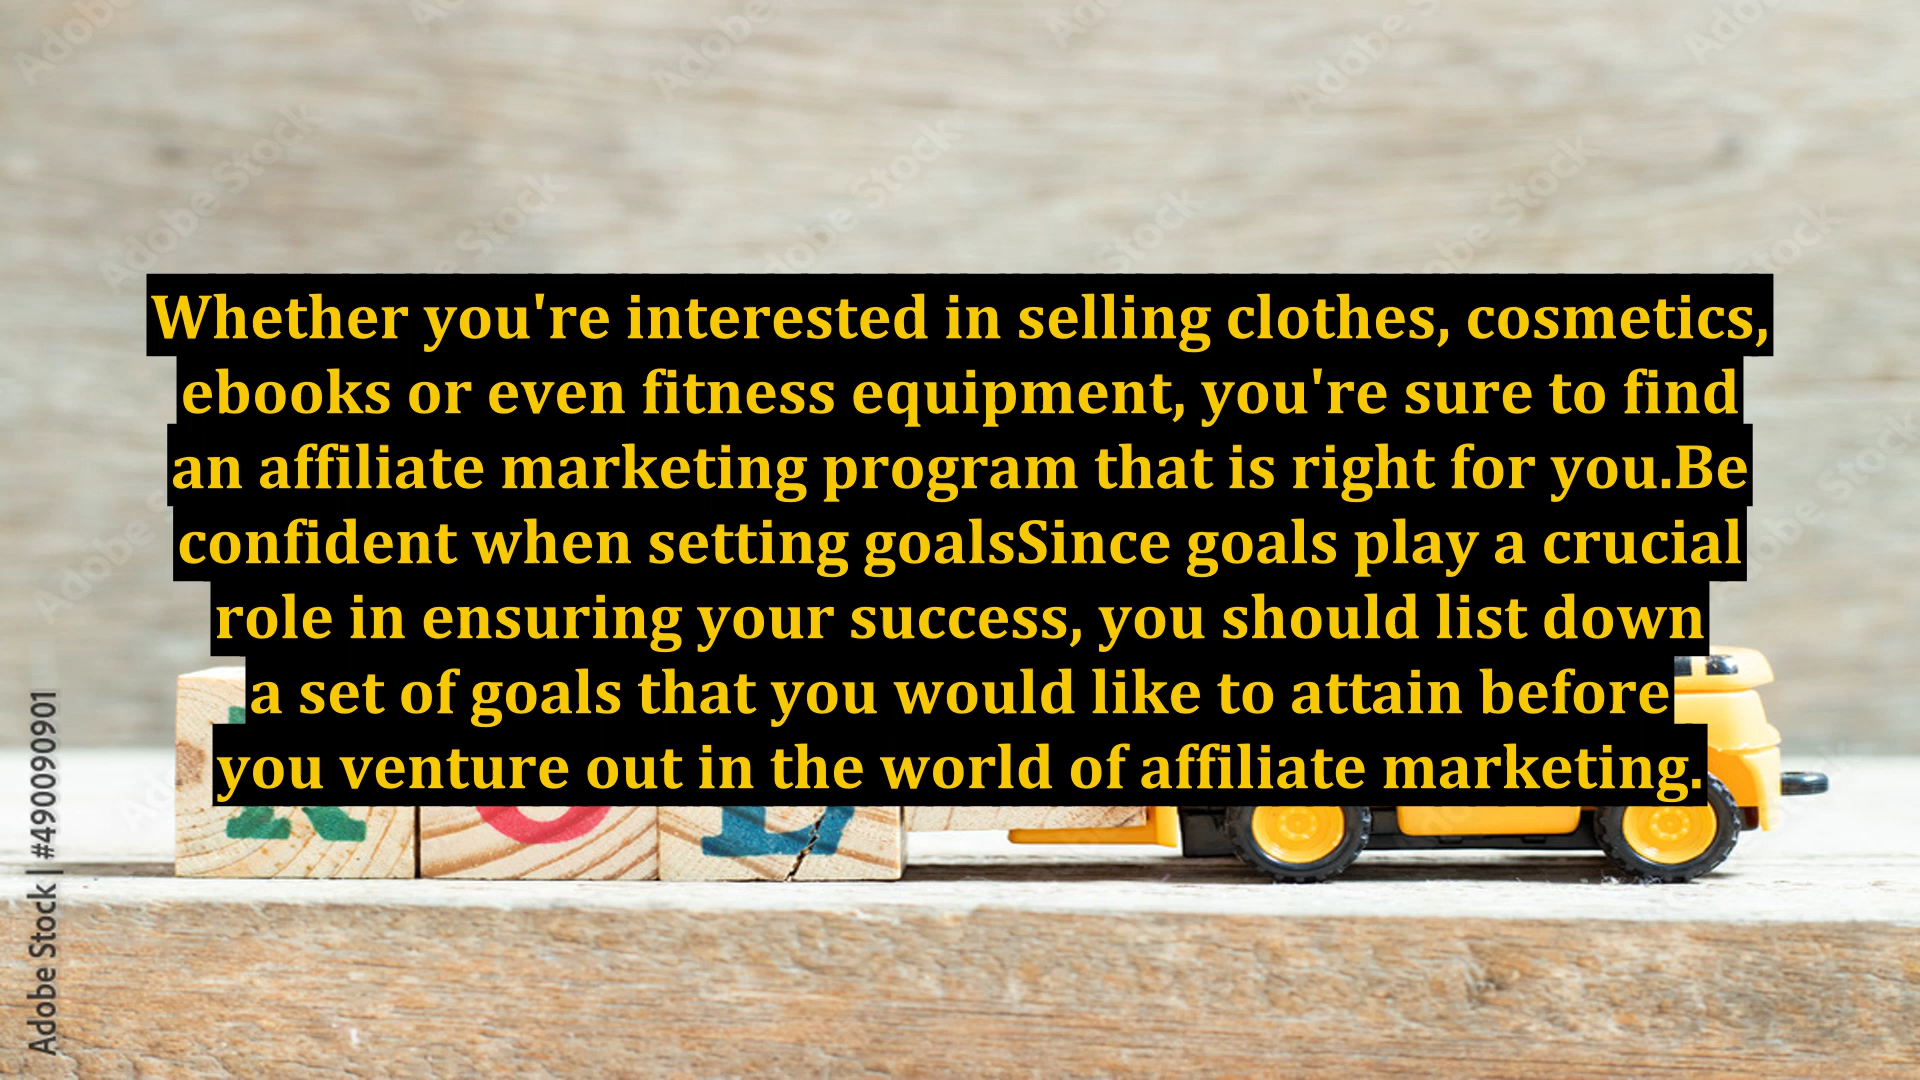 Whether you're interested in selling clothes, cosmetics,
ebooks or even fitness equipment, you're sure to find
an affiliate marketing program that is right for you.Be
confident when setting goalsSince goals play a crucial
role in ensuring your success, you should list down
a set of goals that you would like to attain before
you venture out in the world of affiliate marketing.
Adobe Stock | #490090901
Adobe Stock